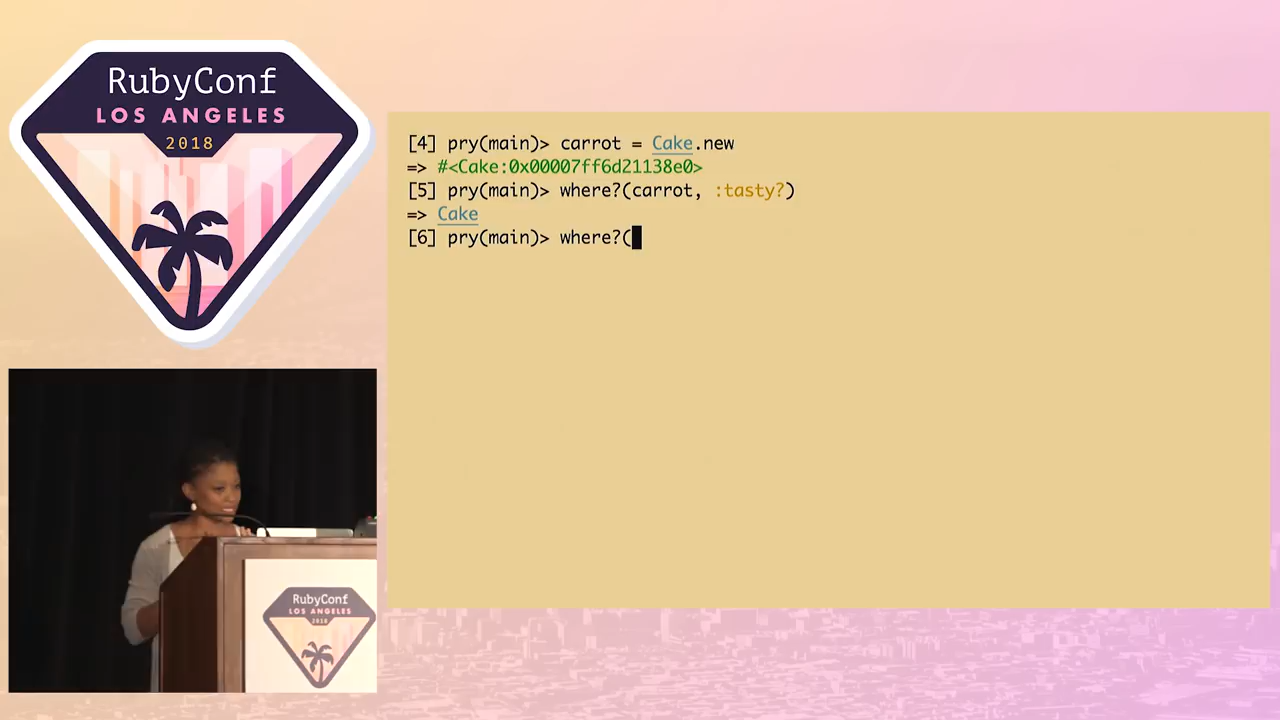 RubyConf
LOS ANGELES
2018
[4] pry(main)> carrot = Cake.new
=> #<Cake:0x00007ff6d21138e0>
[5] pry(main)> where?(carrot, :tasty?)
=> Cake
[6] pry(main)> where?(
RubyConf
LOS ANGELES
2018